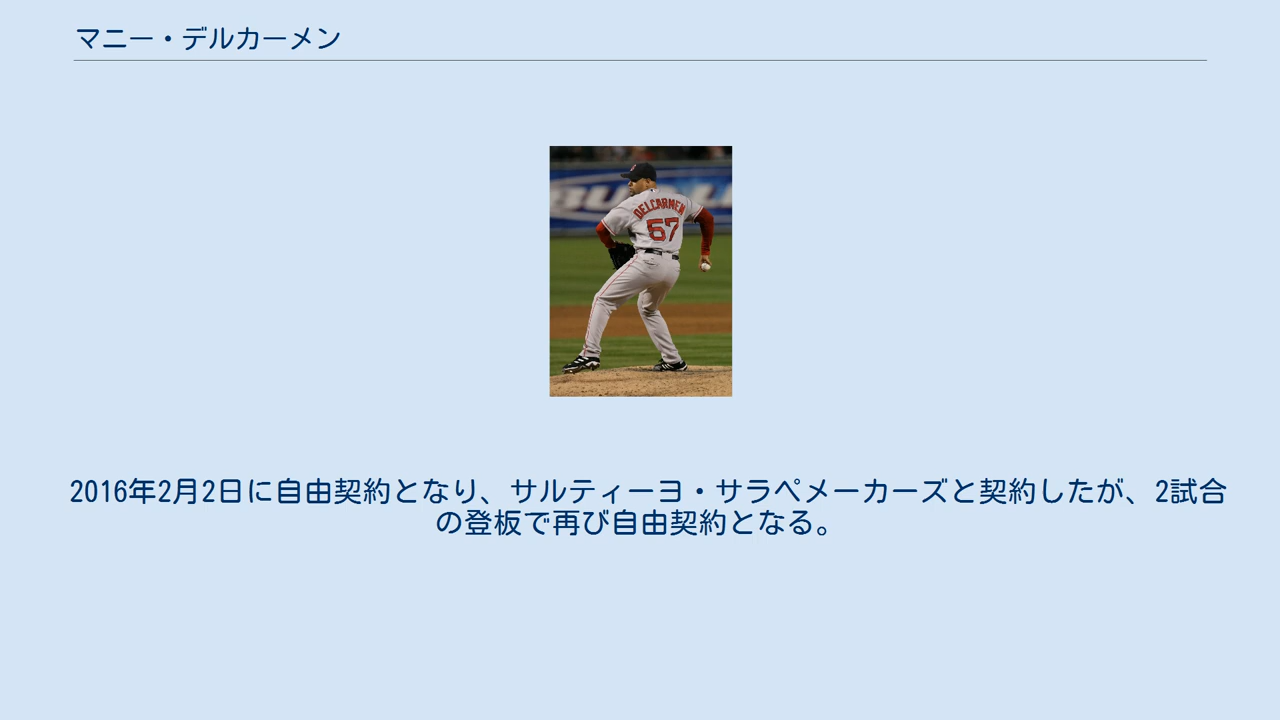 マニー・デルカーメン
DELCARMEN
57
2016年2月2日に自由契約となり、サルティーヨ・サラペメーカーズと契約したが、2試合
の登板で再び自由契約となる。